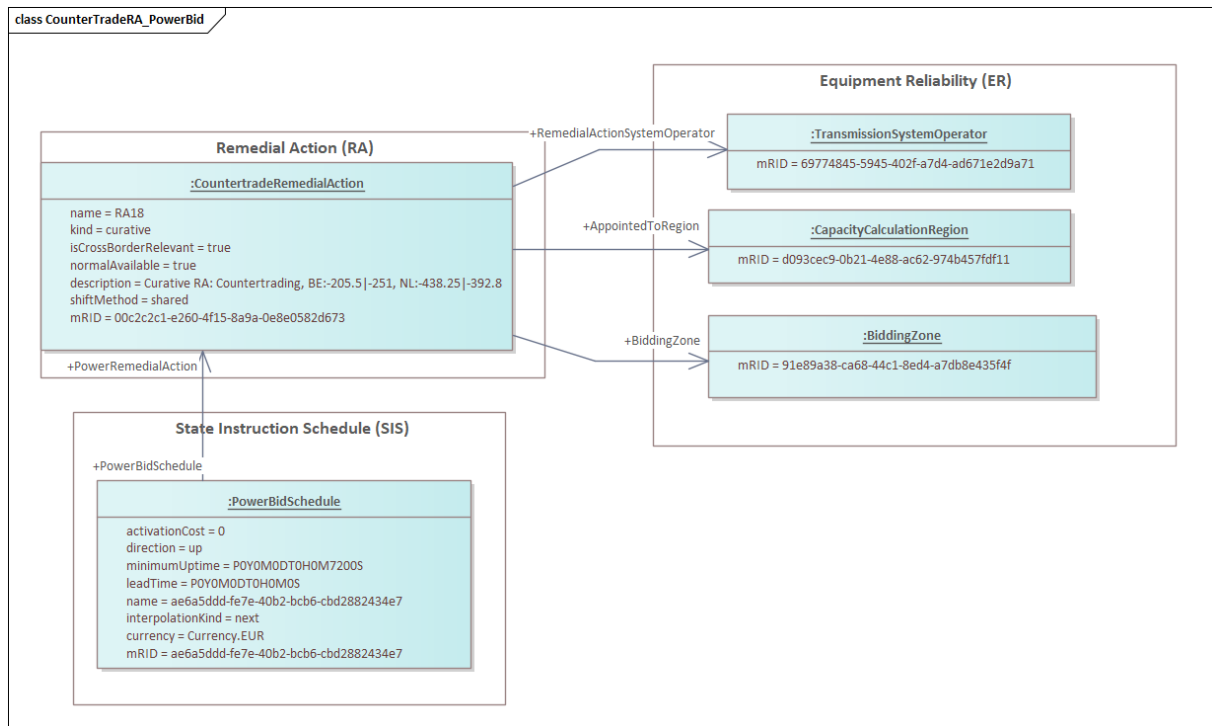 class CounterTradeRA_PowerBid
Equipment Reliability (ER)
+RemedialActionSystemOperator
:TransmissionSystemOperator
mRID = 69774845-5945-402f-a7d4-ad671e2d9a71
Remedial Action (RA)
:CountertradeRemedialAction
name = RA18
kind = curative
isCrossBorderRelevant = true
normalAvailable = true
description = Curative RA: Countertrading, BE:-205.5|-251, NL:-438.25|-392.8
shiftMethod = shared
mRID = 00c2c2c1-e260-4f15-8a9a-0e8e0582d673
+AppointedToRegion
:CapacityCalculationRegion
mRID = d093cec9-0b21-4e88-ac62-974b457fdf11
+BiddingZone
:BiddingZone
mRID = 91e89a38-ca68-44c1-8ed4-a7db8e435f4f
+PowerRemedialAction
State Instruction Schedule (SIS)
+PowerBidSchedule
:PowerBidSchedule
activationCost = 0
direction = up
minimumUptime = P0Y0M0DT0H0M7200S
leadTime = P0Y0M0DT0H0M0S
name = ae6a5ddd-fe7e-40b2-bcb6-cbd2882434e7
interpolationKind = next
currency = Currency.EUR
mRID = ae6a5ddd-fe7e-40b2-bcb6-cbd2882434e7